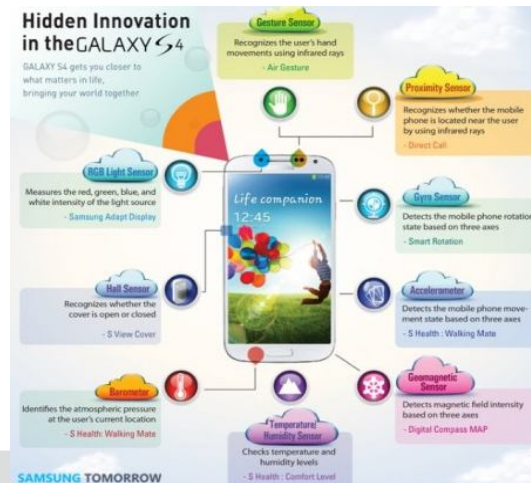 Hidden Innovation
in the GALAXY S4
GALAXY S4 gets you closer to
what matters in life,
bringing your world together
Gesture Sensor
Recognizes the user's hand
movements using infrared rays
- Air Gesture
Proximity Sensor
Recognizes whether the mobile
phone is located near the user
by using infrared rays
- Direct Call
RGB Light Sensor
Measures the red, green, blue, and
white intensity of the light source
- Samsung Adapt Display
Gyro Sensor
Detects the mobile phone rotation
state based on three axes
- Smart Rotation
Life companion
12:45
Hall Sensor
Recognizes whether the
cover is open or closed
- S View Cover
Accelerometer
Detects the mobile phone move-
ment state based on three axes
- S Health : Walking Mate
Barometer
Identifies the atmospheric pressure
at the user's current location
- S Health: Walking Mate
Geomagnetic
Sensor
Detects magnetic field intensity
based on three axes
- Digital Compass MAP
Temperature/
Humidity Sensor
Checks temperature and
humidity levels
- S Health : Comfort Level
SAMSUNG TOMORROW